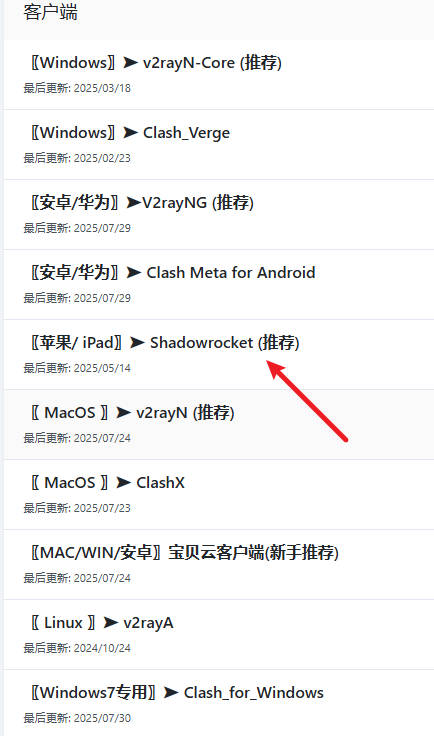 客户端
〖Windows〗➤ v2rayN-Core (推荐)
最后更新: 2025/03/18
〖Windows〗➤ Clash_Verge
最后更新: 2025/02/23
〖安卓/华为〗➤V2rayNG (推荐)
最后更新: 2025/07/29
〖安卓/华为〗➤ Clash Meta for Android
最后更新: 2025/07/29
〖苹果/ iPad〗➤ Shadowrocket (推荐)
最后更新: 2025/05/14
〖 MacOS 〗➤ v2rayN (推荐)
最后更新: 2025/07/24
〖 MacOS 〗➤ ClashX
最后更新: 2025/07/23
〖MAC/WIN/安卓〗宝贝云客户端(新手推荐)
最后更新: 2025/07/24
〖 Linux 〗➤ v2rayA
最后更新: 2024/10/24
〖Windows7专用〗➤ Clash_for_Windows
最后更新: 2025/07/30